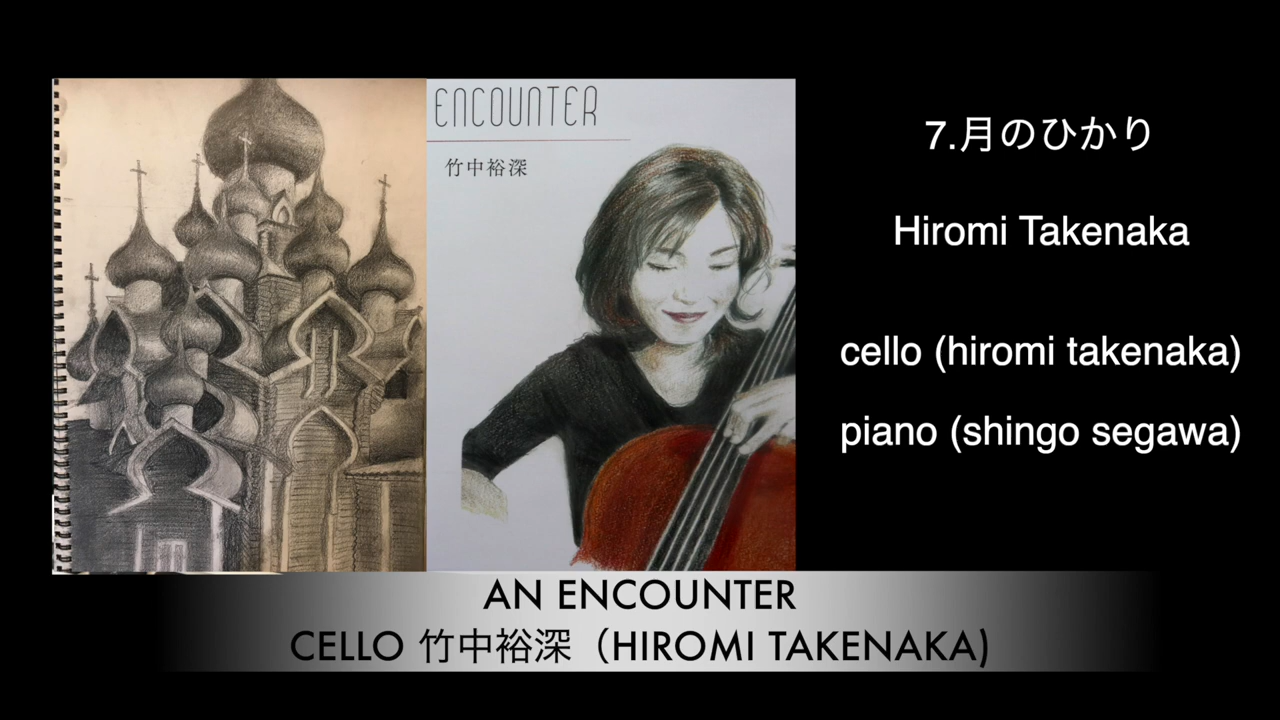 ENCOUNTER
竹中裕深
7.月のひかり
Hiromi Takenaka
cello (hiromi takenaka)
piano (shingo segawa)
AN ENCOUNTER
CELLO 竹中裕深（HIROMI TAKENAKA)